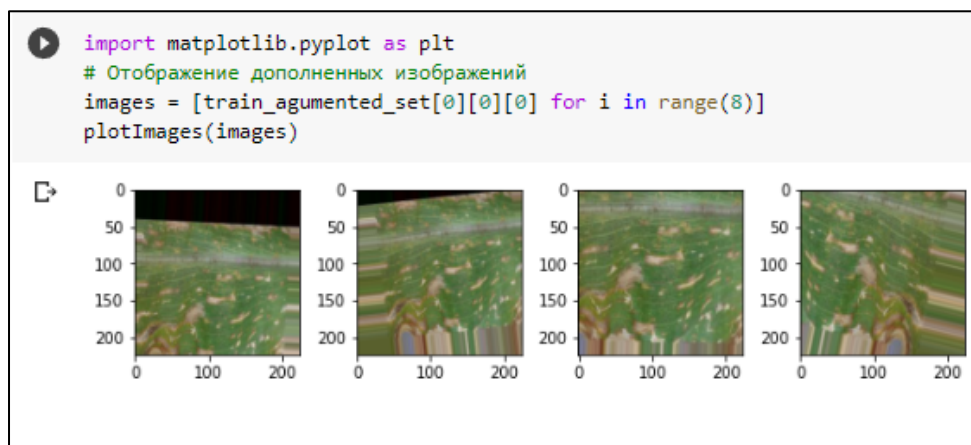 import matplotlib.pyplot as plt
# Отображение дополненных изображений
images = [train_agumented_set[0][0][0] for i in range(8)]
plotImages(images)
0 0 0 0
50 50 50 50
100 100 100 100
150 150 150 150
200 200 200 200
0 100 200 0 100 200 0 100 200 0 100 200